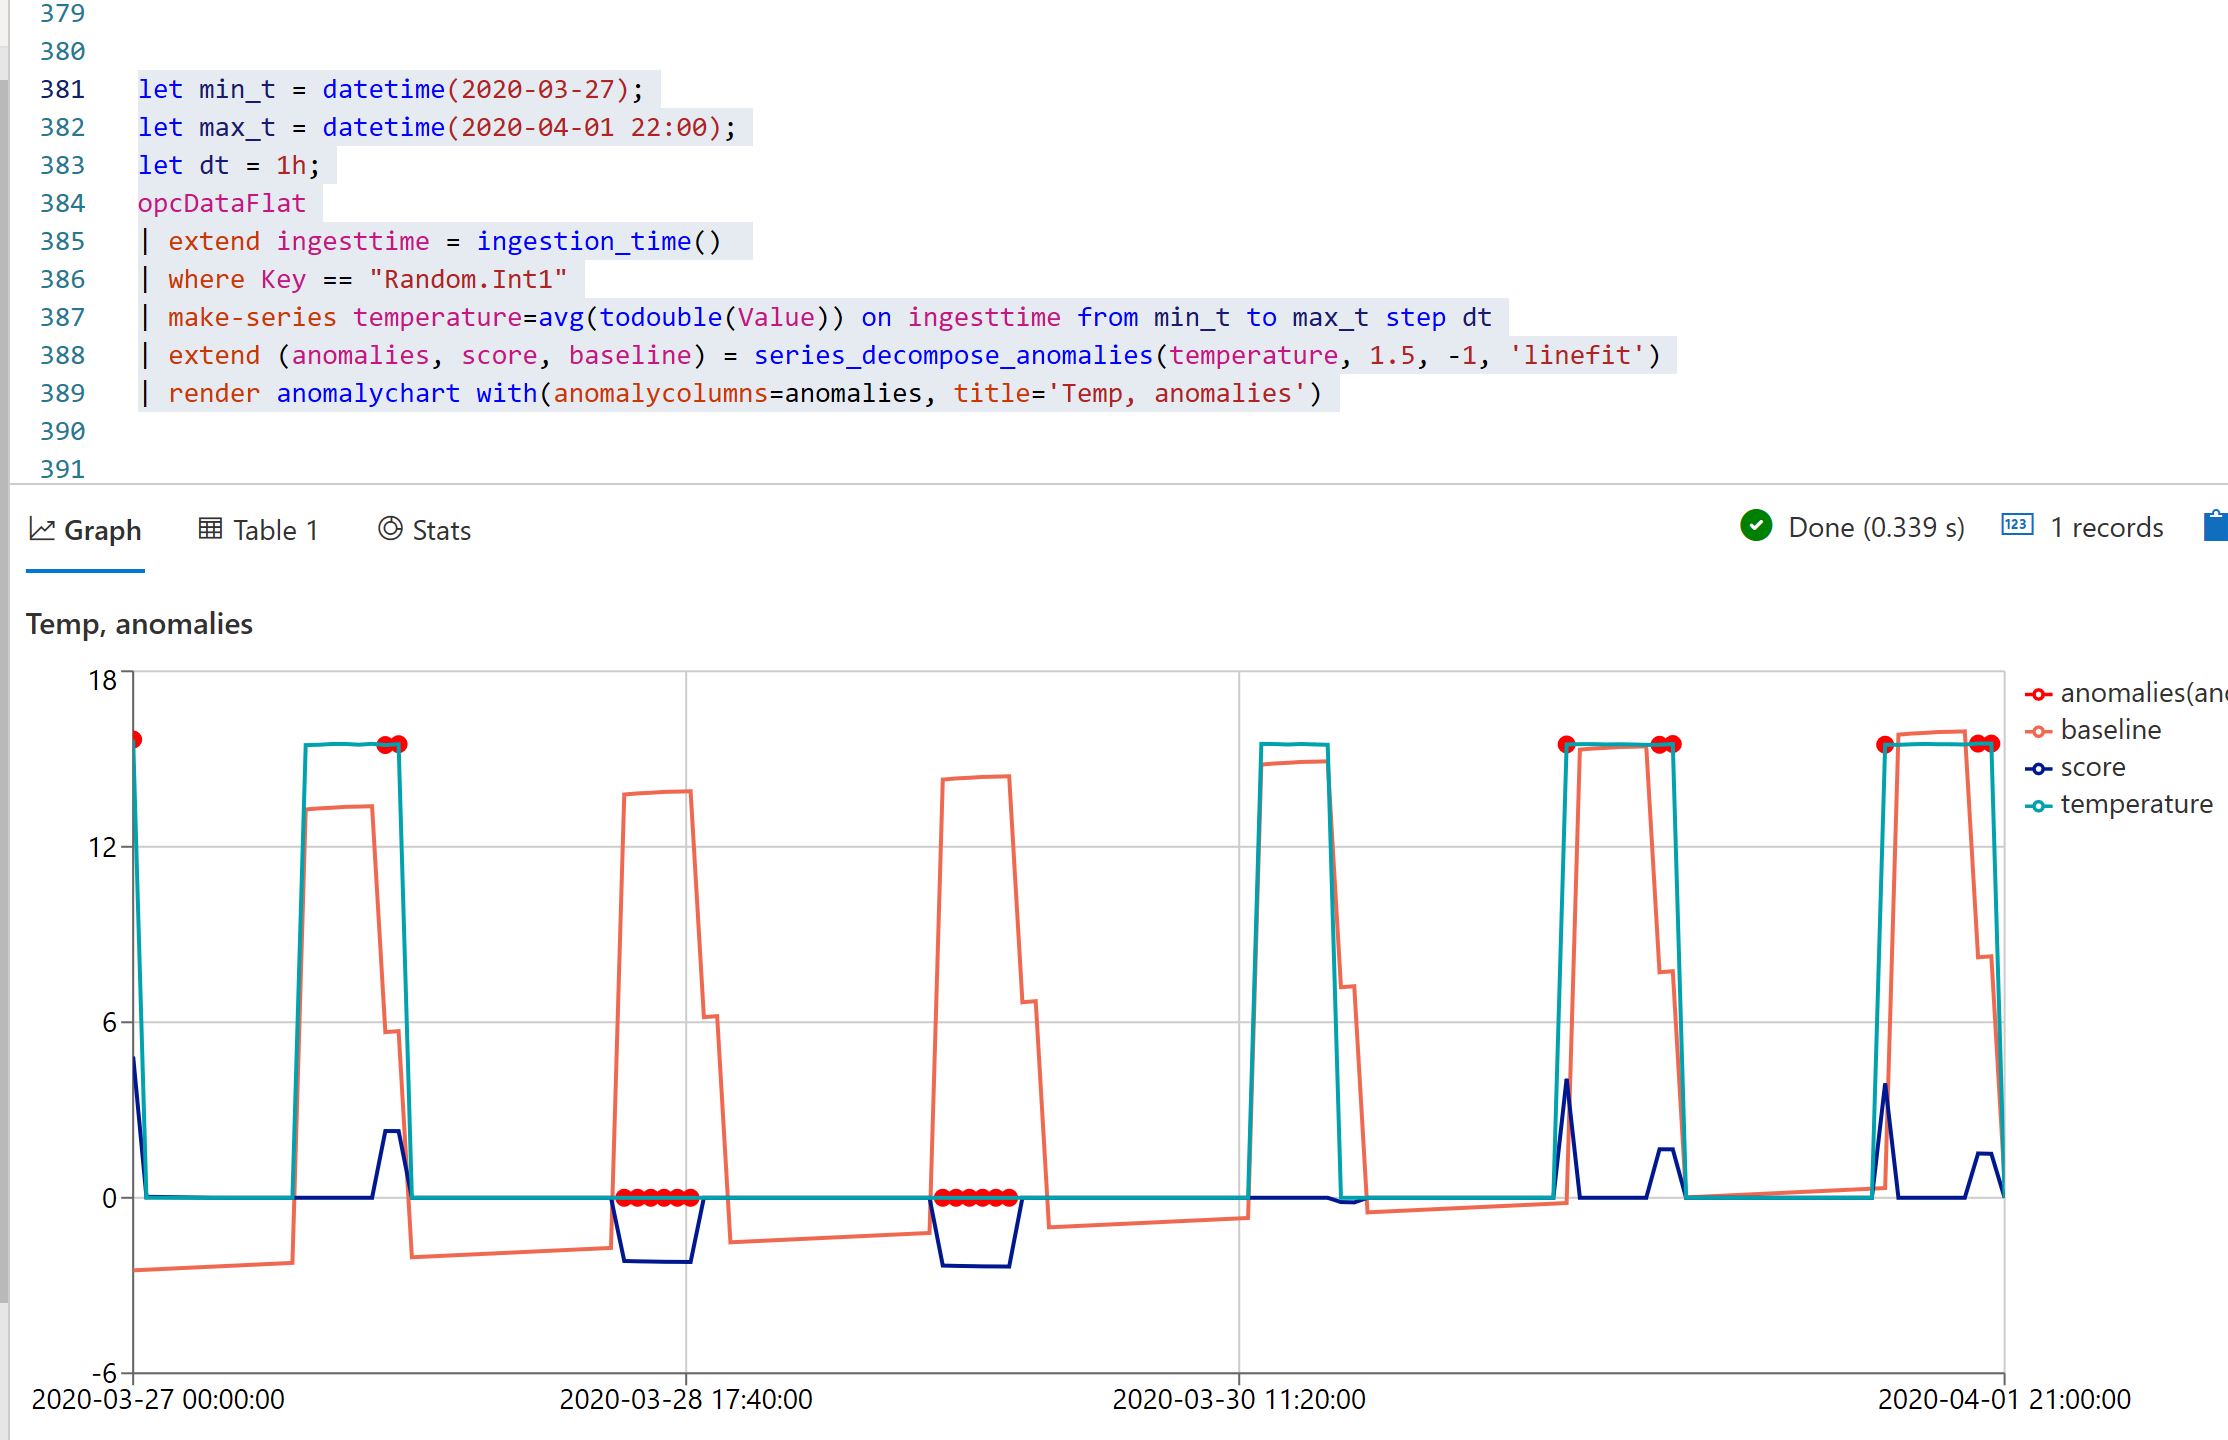 379
380
381 let min_t = datetime(2020-03-27);
382 let max_t = datetime(2020-04-01 22:00);
383 let dt = 1h;
384 opcDataFlat
385 | extend ingesttime = ingestion_time()
386 | where Key == "Random.Int1"
387 | make-series temperature=avg(todouble(Value)) on ingesttime from min_t to max_t step dt
388 | extend (anomalies, score, baseline) = series_decompose_anomalies(temperature, 1.5, -1, 'linefit')
389 | render anomalychart with(anomalycolumns=anomalies, title='Temp, anomalies')
390
391
Graph Table 1 Stats Done (0.339 s) 123 1 records
Temp, anomalies
18
12
6
0
-6
2020-03-27 00:00:00 2020-03-28 17:40:00 2020-03-30 11:20:00 2020-04-01 21:00:00
anomalies(ano
baseline
score
temperature